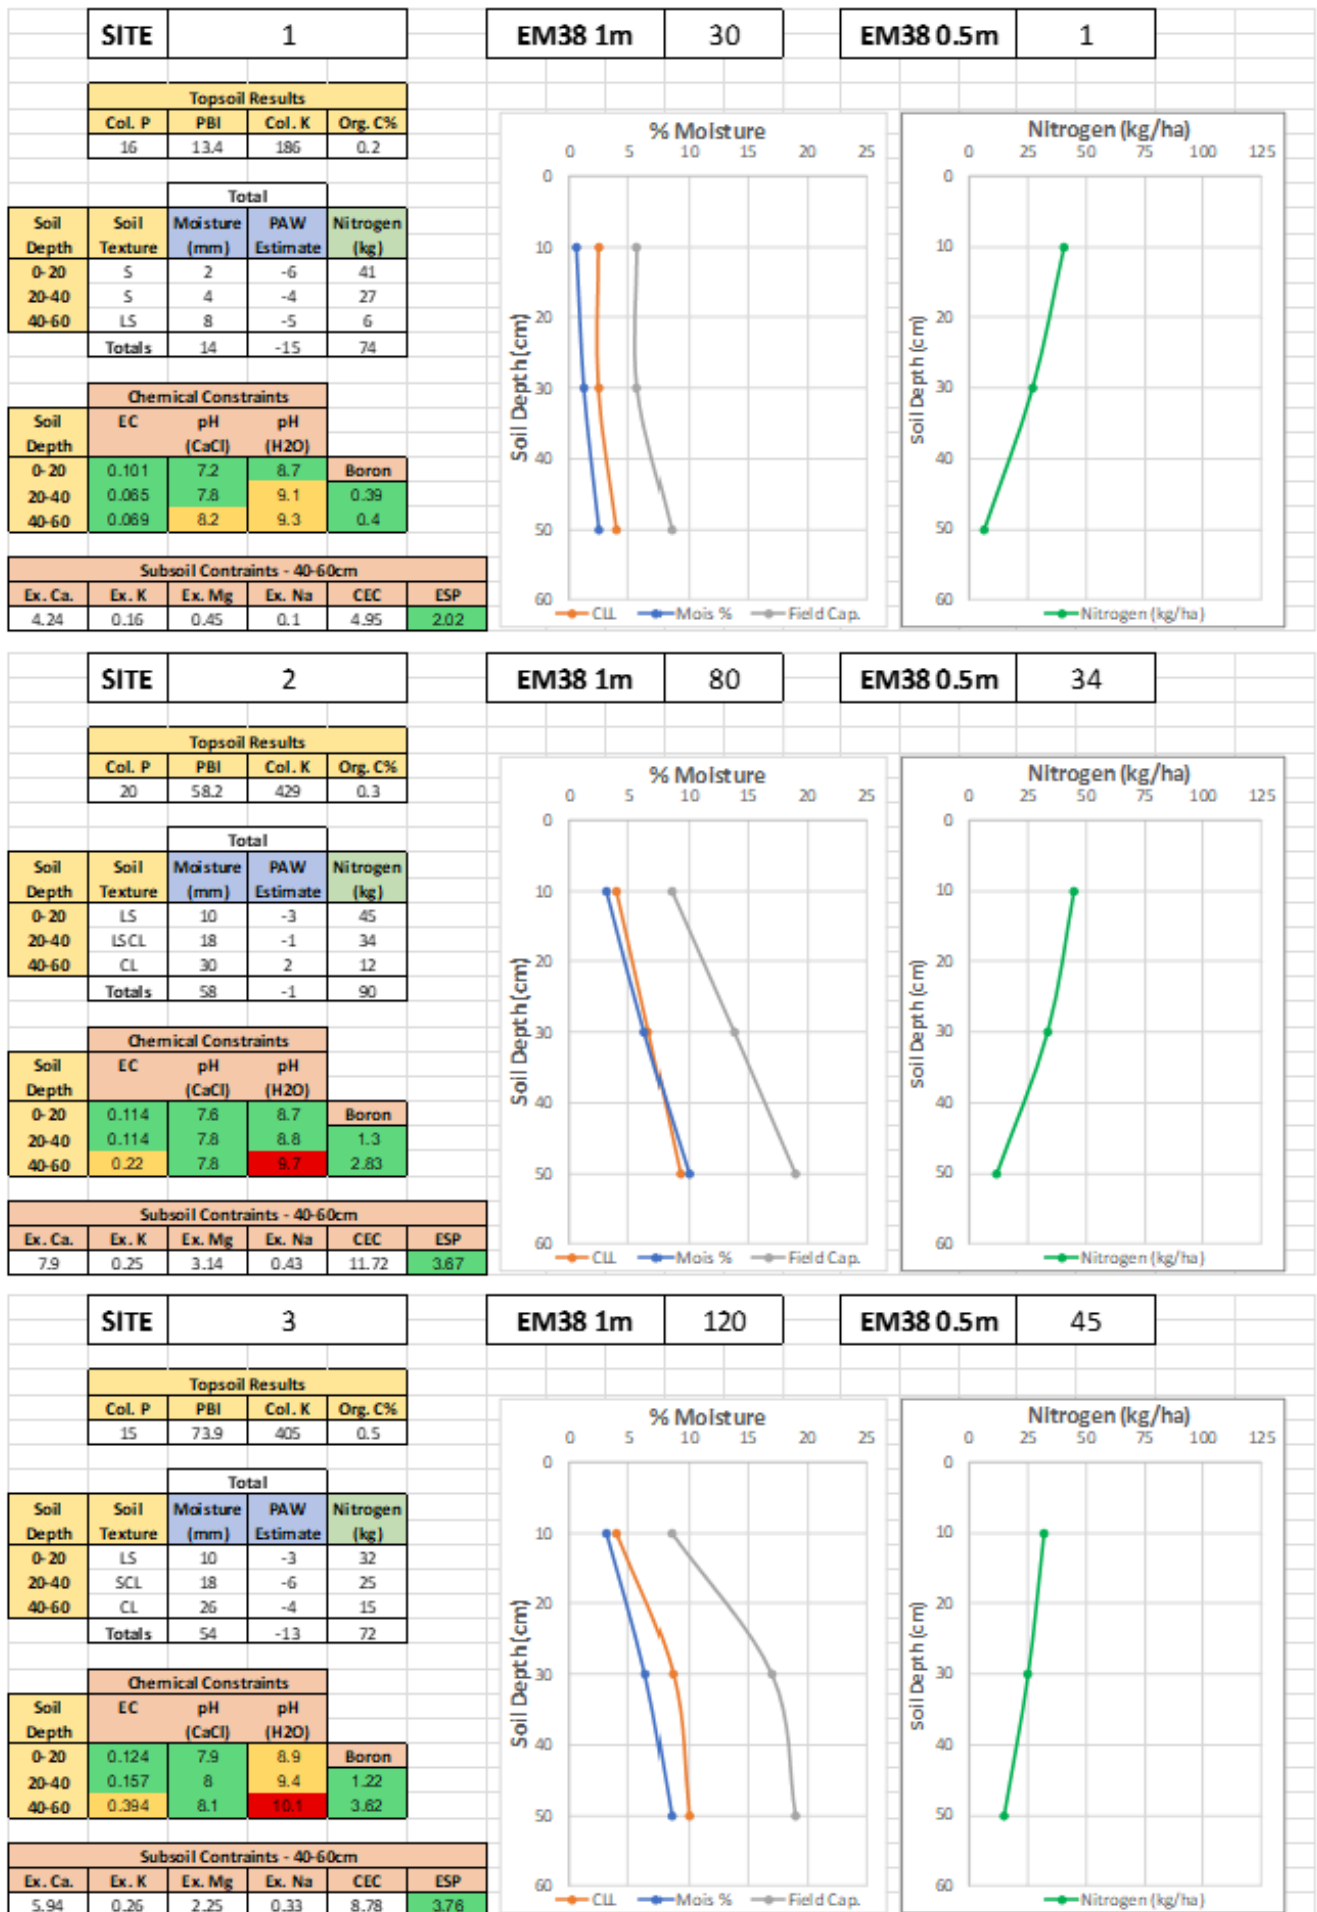 SITE 1 EM38 1m 30 EM38 0.5m 1
Topsoil Results
Col. P PBI Col. K Org. C%
16 13.4 186 0.2
Total
Soil Soil Moisture PAW Nitrogen
Depth Texture (mm) Estimate (kg)
0-20 S 2 -6 41
20-40 S 4 -4 27
40-60 LS 8 -5 6
Totals 14 -15 74
Chemical Constraints
Soil EC pH pH
Depth (CaCl) (H2O)
0-20 0.101 7.2 8.7 Boron
20-40 0.065 7.8 9.1 0.39
40-60 0.069 8.2 9.3 0.4
Subsoil Contraints - 40-60cm
Ex. Ca. Ex. K Ex. Mg Ex. Na CEC ESP
4.24 0.16 0.45 0.1 4.95 2.02
% Moisture
0 5 10 15 20 25
0
10
20
30
40
50
60
Soil Depth (cm)
CLL Mois % Field Cap.
Nitrogen (kg/ha)
0 25 50 75 100 125
0
10
20
30
40
50
60
soil Depth (cm)
Nitrogen (kg/ha)
SITE 2 EM38 1m 80 EM38 0.5m 34
Topsoil Results
Col. P PBI Col. K Org. C%
20 58.2 429 0.3
Total
Soil Soil Moisture PAW Nitrogen
Depth Texture (mm) Estimate (kg)
0-20 LS 10 -3 45
20-40 LSCL 18 -1 34
40-60 CL 30 2 12
Totals 58 -1 90
Chemical Constraints
Soil EC pH pH
Depth (CaCl) (H2O)
0-20 0.114 7.6 8.7 Boron
20-40 0.114 7.8 8.8 1.3
40-60 0.22 7.8 9.7 2.83
Subsoil Contraints - 40-60cm
Ex. Ca. Ex. K Ex. Mg Ex. Na CEC ESP
7.9 0.25 3.14 0.43 11.72 3.67
% Moisture
0 5 10 15 20 25
0
10
20
30
40
50
60
Soil Depth (cm)
CLL Mois % Field Cap.
Nitrogen (kg/ha)
0 25 50 75 100 125
0
10
20
30
40
50
60
soil Depth (cm)
Nitrogen (kg/ha)
SITE 3 EM38 1m 120 EM38 0.5m 45
Topsoil Results
Col. P PBI Col. K Org. C%
15 73.9 405 0.5
Total
Soil Soil Moisture PAW Nitrogen
Depth Texture (mm) Estimate (kg)
0-20 LS 10 -3 32
20-40 SCL 18 -6 25
40-60 CL 26 -4 15
Totals 54 -13 72
Chemical Constraints
Soil EC pH pH
Depth (CaCl) (H2O)
0-20 0.124 7.9 8.9 Boron
20-40 0.157 8 9.4 1.22
40-60 0.394 8.1 10.1 3.62
Subsoil Contraints - 40-60cm
Ex. Ca. Ex. K Ex. Mg Ex. Na CEC ESP
5.94 0.26 2.25 0.33 8.78 3.76
% Moisture
0 5 10 15 20 25
0
10
20
30
40
50
60
Soil Depth (cm)
CLL Mois % Field Cap.
Nitrogen (kg/ha)
0 25 50 75 100 125
0
10
20
30
40
50
60
soil Depth (cm)
Nitrogen (kg/ha)